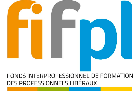 fifpl
FONDS INTERPROFESSIONNEL DE FORMATION
DES PROFESSIONNELS LIBERAUX